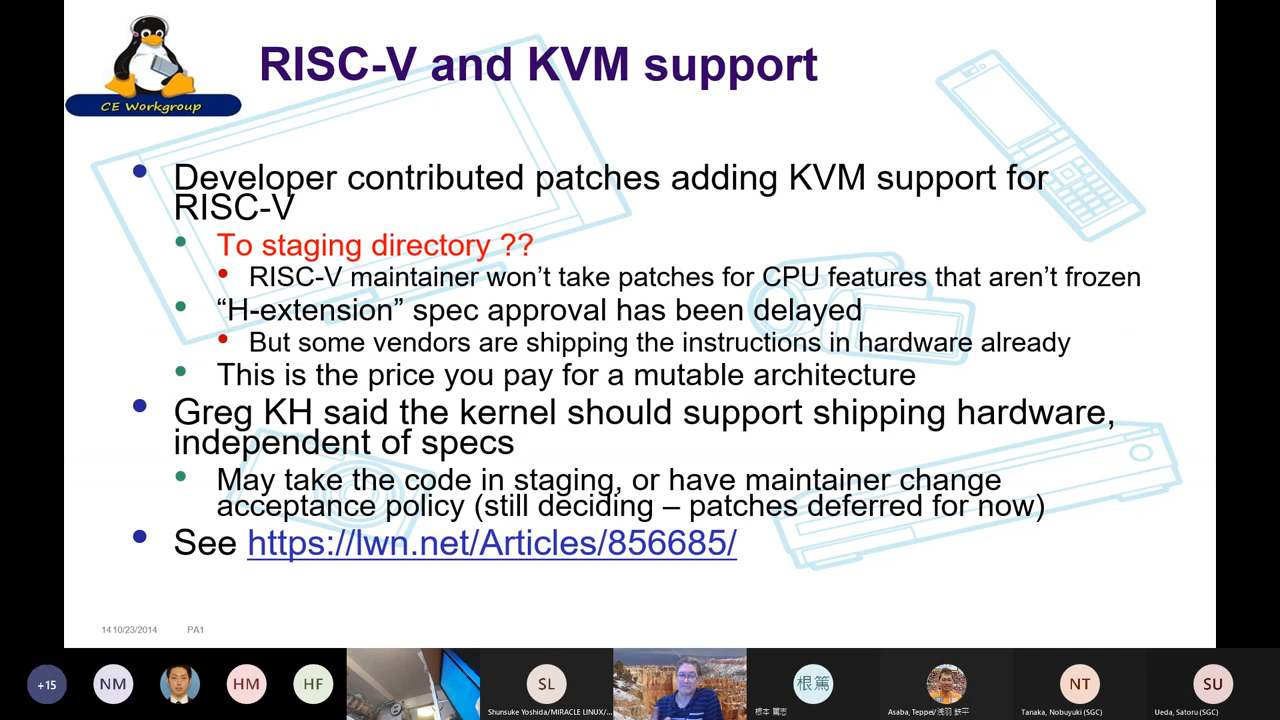 CE Workgroup
RISC-V and KVM support
Developer contributed patches adding KVM support for
RISC-V
To staging directory ??
RISC-V maintainer won’t take patches for CPU features that aren’t frozen
“H-extension” spec approval has been delayed
But some vendors are shipping the instructions in hardware already
This is the price you pay for a mutable architecture
Greg KH said the kernel should support shipping hardware,
independent of specs
May take the code in staging, or have maintainer change
acceptance policy (still deciding – patches deferred for now)
See https://lwn.net/Articles/856685/
14 10/23/2014 PA1
+15
NM
HM
HF
SL
根篤
NT
SU
Shunsuke Yoshida/MIRACLE LINUX/...
根本 篤志
Asaba, Teppei/浅羽 鉄平
Tanaka, Nobuyuki (SGC)
Ueda, Satoru (SGC)